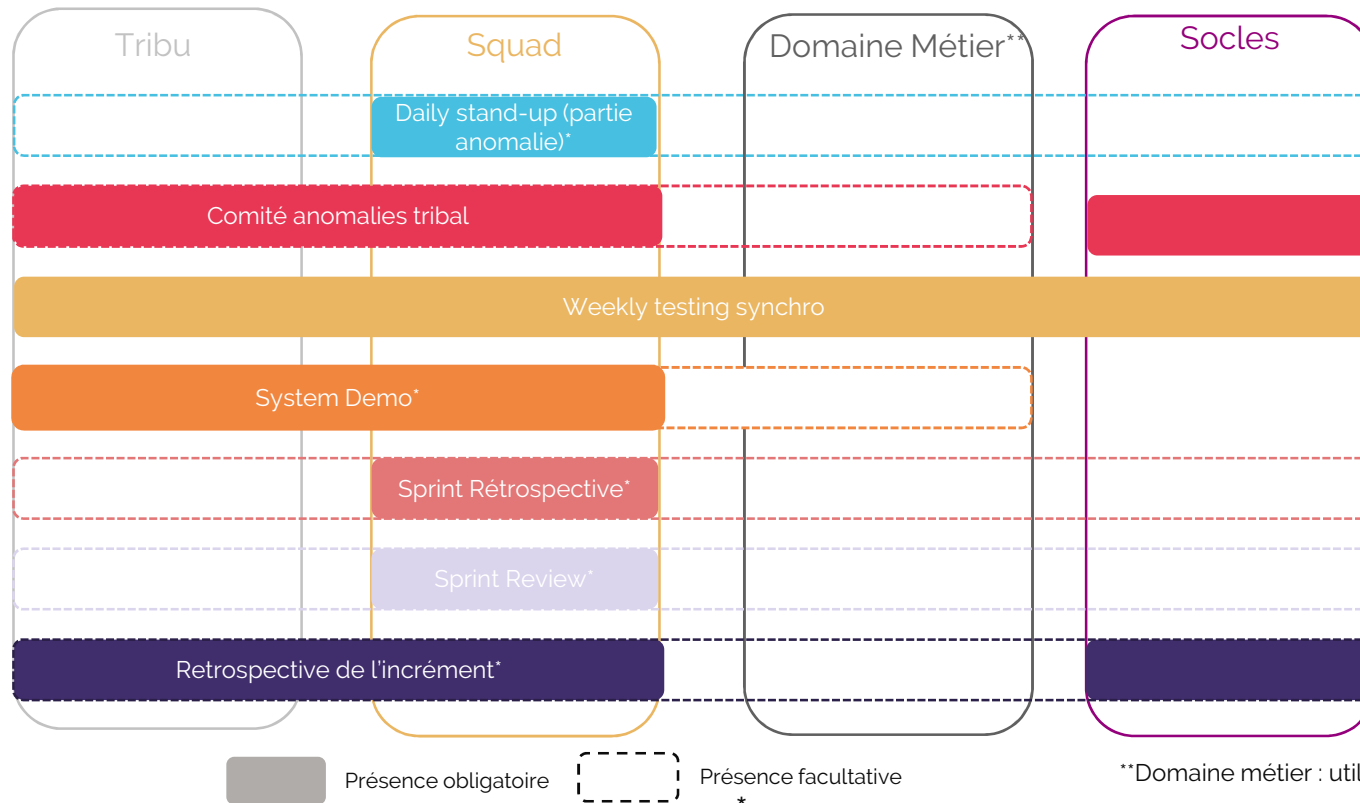 Tribu
Squad
Domaine Métier**
Socles
Daily stand-up (partie
anomalie)*
Comité anomalies tribal
Weekly testing synchro
System Demo*
Sprint Rétrospective*
Sprint Review*
Retrospective de l'incrément*
Présence obligatoire
Présence facultative
**Domaine métier : util
*